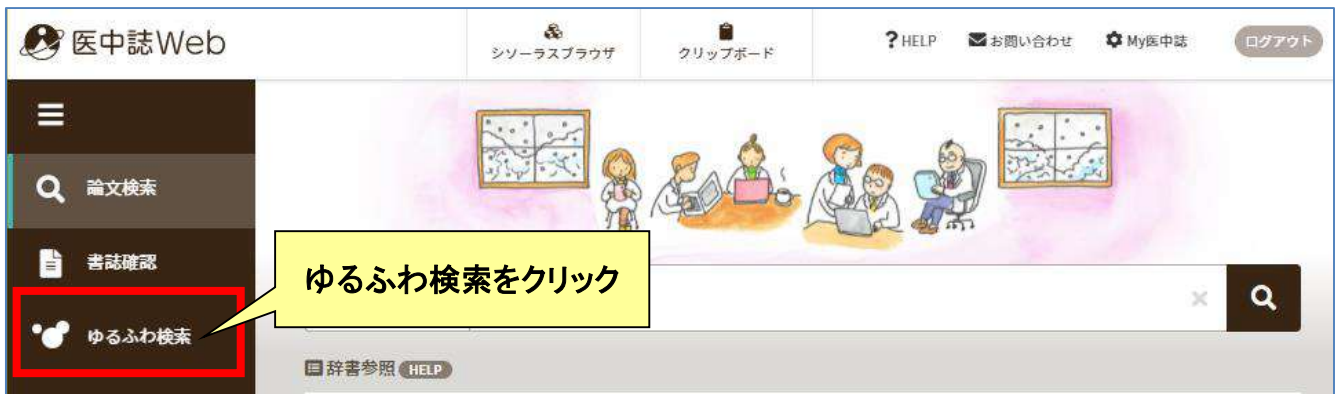 医中誌Web
シソーラスブラウザ
クリップボード
?HELP
お問い合わせ
My医中誌
ログアウト
論文検索
書誌確認
ゆるふわ検索
ゆるふわ検索をクリック
辞書参照 HELP